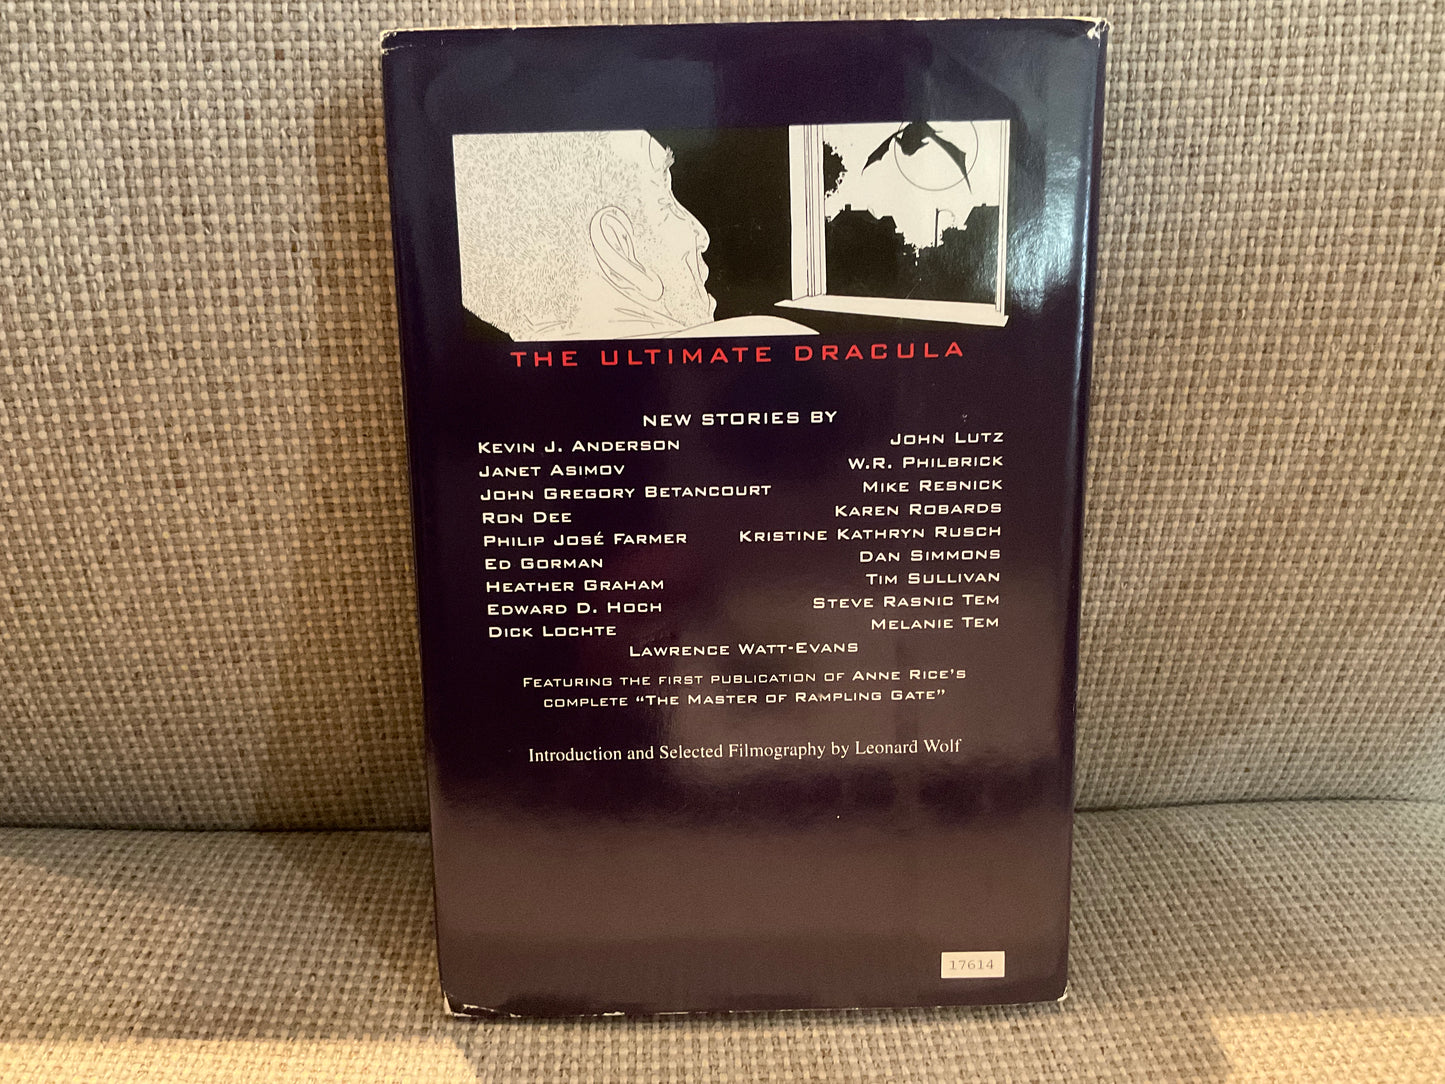 THE ULTIMATE DRACULA
NEW STORIES BY
KEVIN J. ANDERSON
JANET ASIMOV
JOHN GREGORY BETANCOURT
RON DEE
PHILIP JOSÉ FARMER
ED GORMAN
HEATHER GRAHAM
EDWARD D. HOCH
DICK LOCHTE
JOHN LUTZ
W.R. PHILBRICK
MIKE RESNICK
KAREN ROBARDS
KRISTINE KATHRYN RUSCH
DAN SIMMONS
TIM SULLIVAN
STEVE RASNIC TEM
MELANIE TEM
LAWRENCE WATT-EVANS
FEATURING THE FIRST PUBLICATION OF ANNE RICE'S
COMPLETE “THE MASTER OF RAMPLING GATE”
Introduction and Selected Filmography by Leonard Wolf
17614